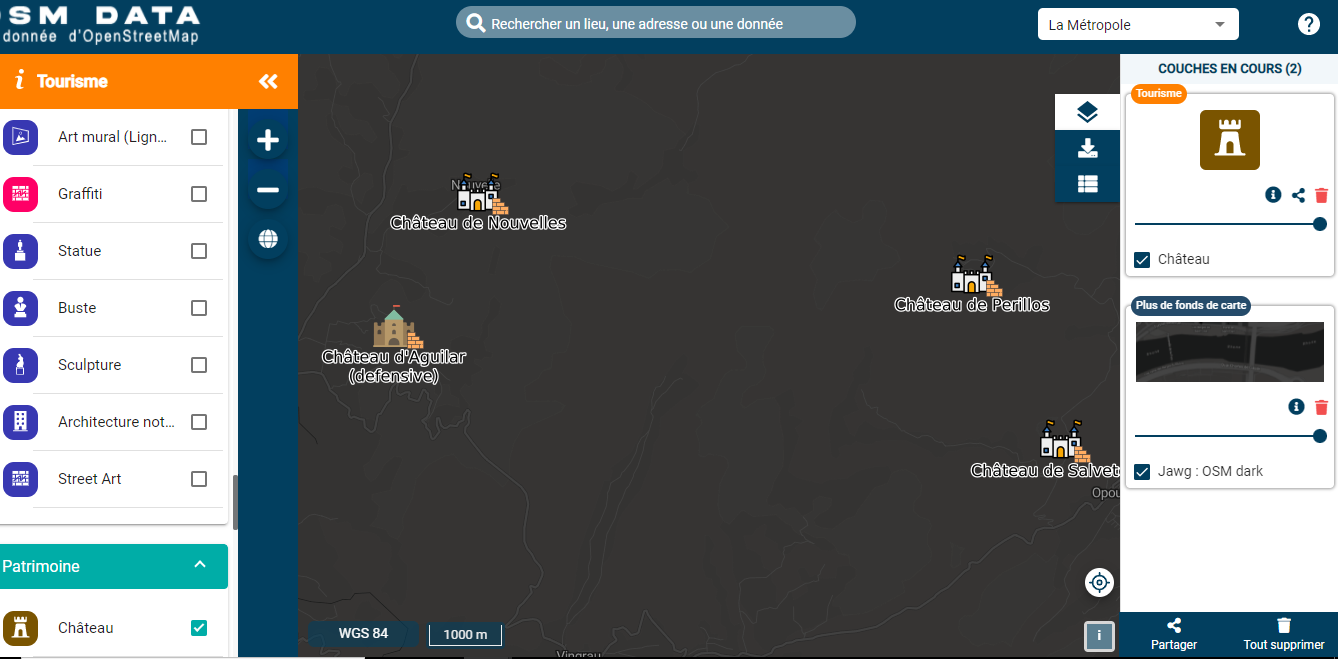 OSM DATA
donnée d'OpenStreetMap
Rechercher un lieu, une adresse ou une donnée
La Métropole
?
i Tourisme
Art mural (Lign...
Graffiti
Statue
Buste
Sculpture
Architecture not...
Street Art
Patrimoine
Château
Château de Nouvelles
Château de Périllos
Château d'Aguilar
(defensive)
Château de Salvet
Opou
Vingrau
WGS 84
1000 m
i
COUCHES EN COURS (2)
Tourisme
Château
Plus de fonds de carte
Jawg : OSM dark
Partager
Tout supprimer